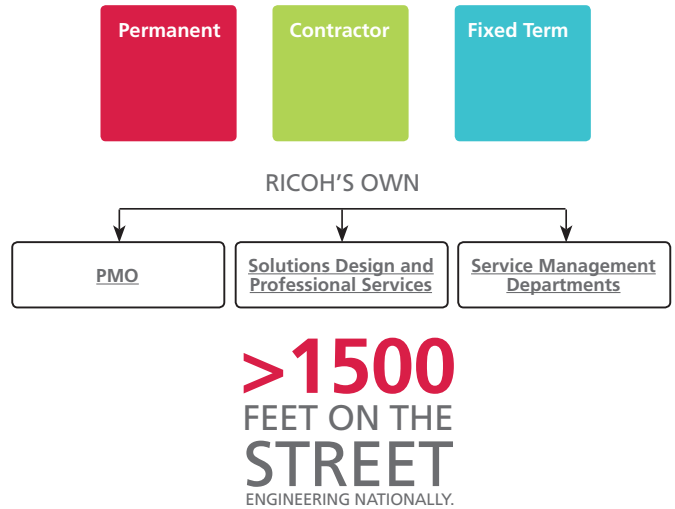 Permanent
Contractor
Fixed Term
RICOH'S OWN
PMO
Solutions Design and
Professional Services
Service Management
Departments
>1500
FEET ON THE
STREET
ENGINEERING NATIONALLY.